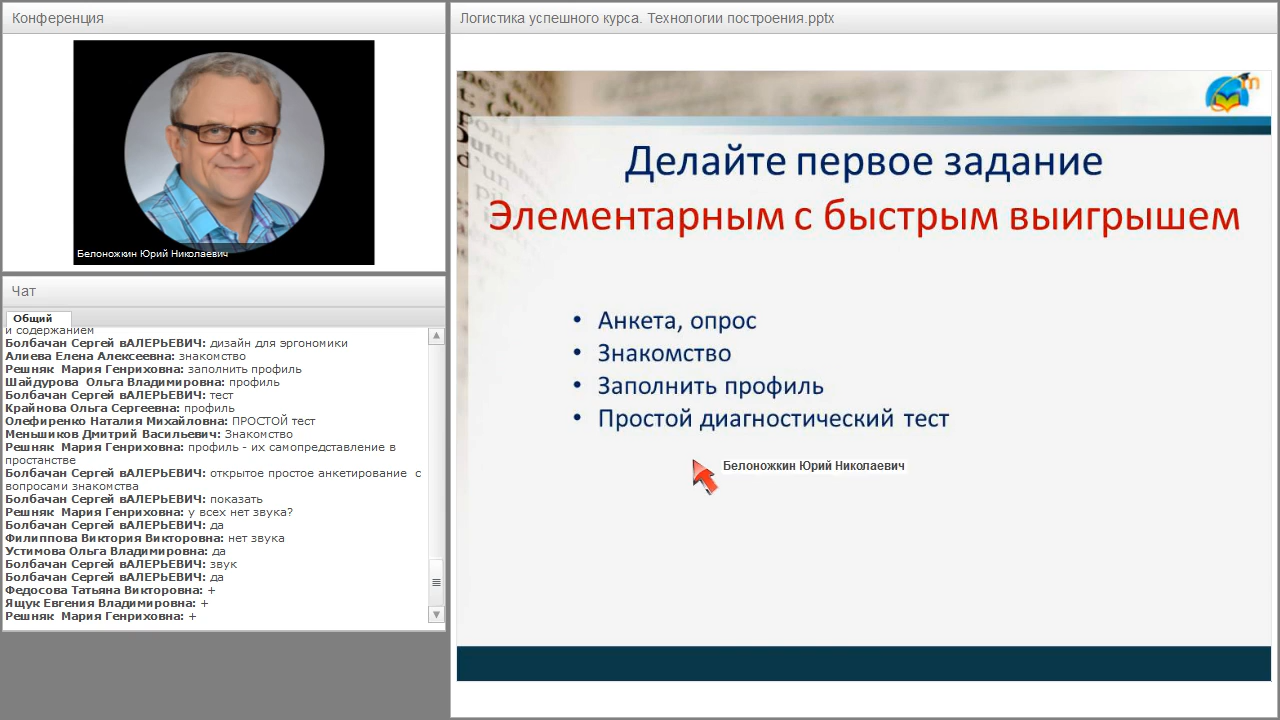 Конференция
Белоножкин Юрий Николаевич
Чат
Общий
и содержанием
Болбачан Сергей вАЛЕРЬЕВИЧ: дизайн для эргономики
Алиева Елена Алексеевна: знакомство
Решняк Мария Генриховна: заполнить профиль
Шайдурова Ольга Владимировна: профиль
Болбачан Сергей вАЛЕРЬЕВИЧ: тест
Крайнова Ольга Сергеевна: профиль
Олефиренко Наталия Михайловна: ПРОСТОЙ тест
Меньшиков Дмитрий Васильевич: Знакомство
Решняк Мария Генриховна: профиль - их самопредставление в
простанстве
Болбачан Сергей вАЛЕРЬЕВИЧ: открытое простое анкетирование с
вопросами знакомства
Болбачан Сергей вАЛЕРЬЕВИЧ: показать
Решняк Мария Генриховна: у всех нет звука?
Болбачан Сергей вАЛЕРЬЕВИЧ: да
Филиппова Виктория Викторовна: нет звука
Устимова Ольга Владимировна: да
Болбачан Сергей вАЛЕРЬЕВИЧ: звук
Болбачан Сергей вАЛЕРЬЕВИЧ: да
Федосова Татьяна Викторовна: +
Ящук Евгения Владимировна: +
Решняк Мария Генриховна: +
Логистика успешного курса. Технологии построения.pptx
Делайте первое задание
Элементарным с быстрым выигрышем
• Анкета, опрос
• Знакомство
• Заполнить профиль
• Простой диагностический тест
Белоножкин Юрий Николаевич